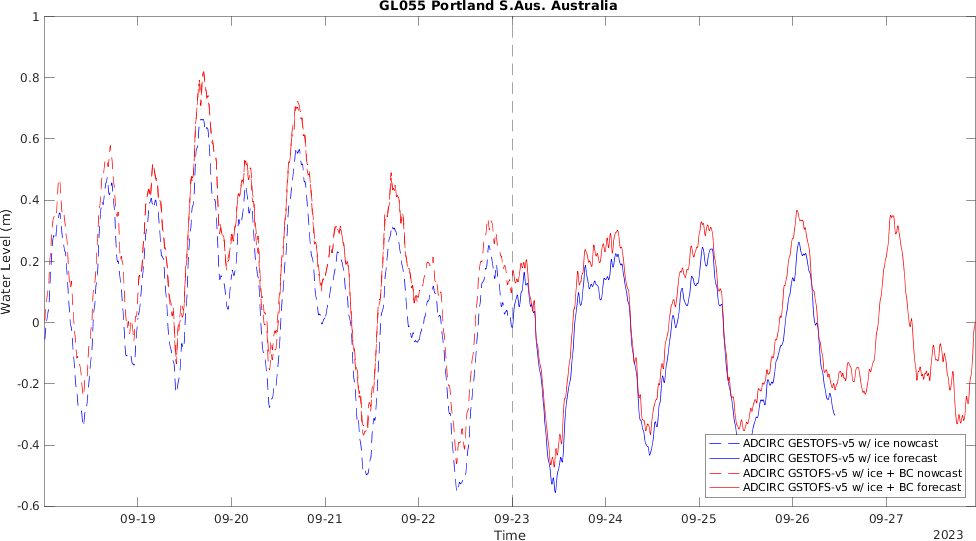 GL055 Portland S.Aus. Australia
1
0.8
0.6
0.4
0.2
0
-0.2
-0.4
-0.6
Water Level (m)
ADCIRC GESTOFS-v5 w/ ice nowcast
ADCIRC GESTOFS-v5 w/ ice forecast
ADCIRC GSTOFS-v5 w/ ice + BC nowcast
ADCIRC GSTOFS-v5 w/ ice + BC forecast
09-19 09-20 09-21 09-22 09-23 09-24 09-25 09-26 09-27
Time
2023